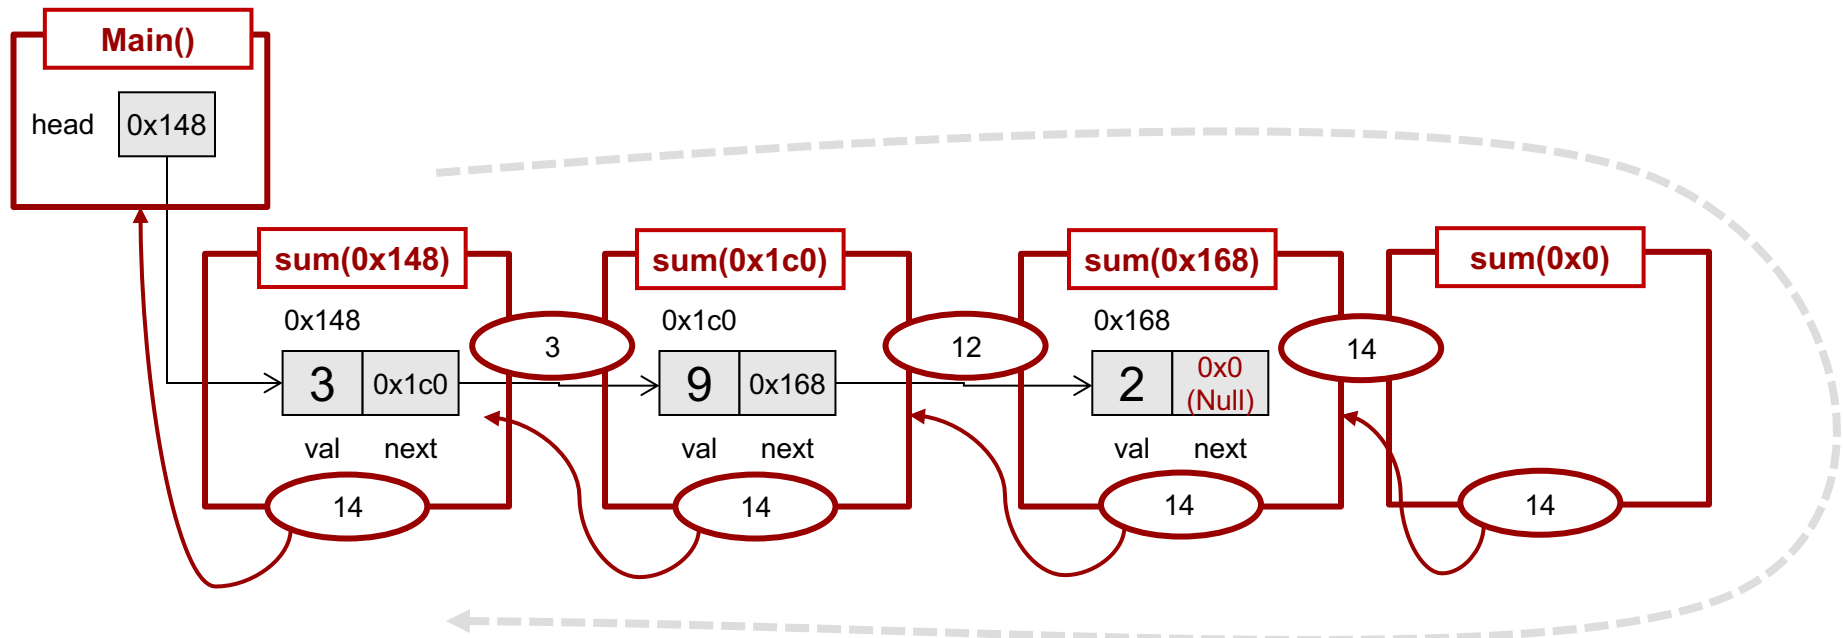 Main()
head 0x148
sum(0x148) sum(0x1c0) sum(0x168) sum(0x0)
0x148 0x1c0 0x168
3 12 14
3 0x1c0 9 0x168 2 0x0
(Null)
val next val next val next
14 14 14 14